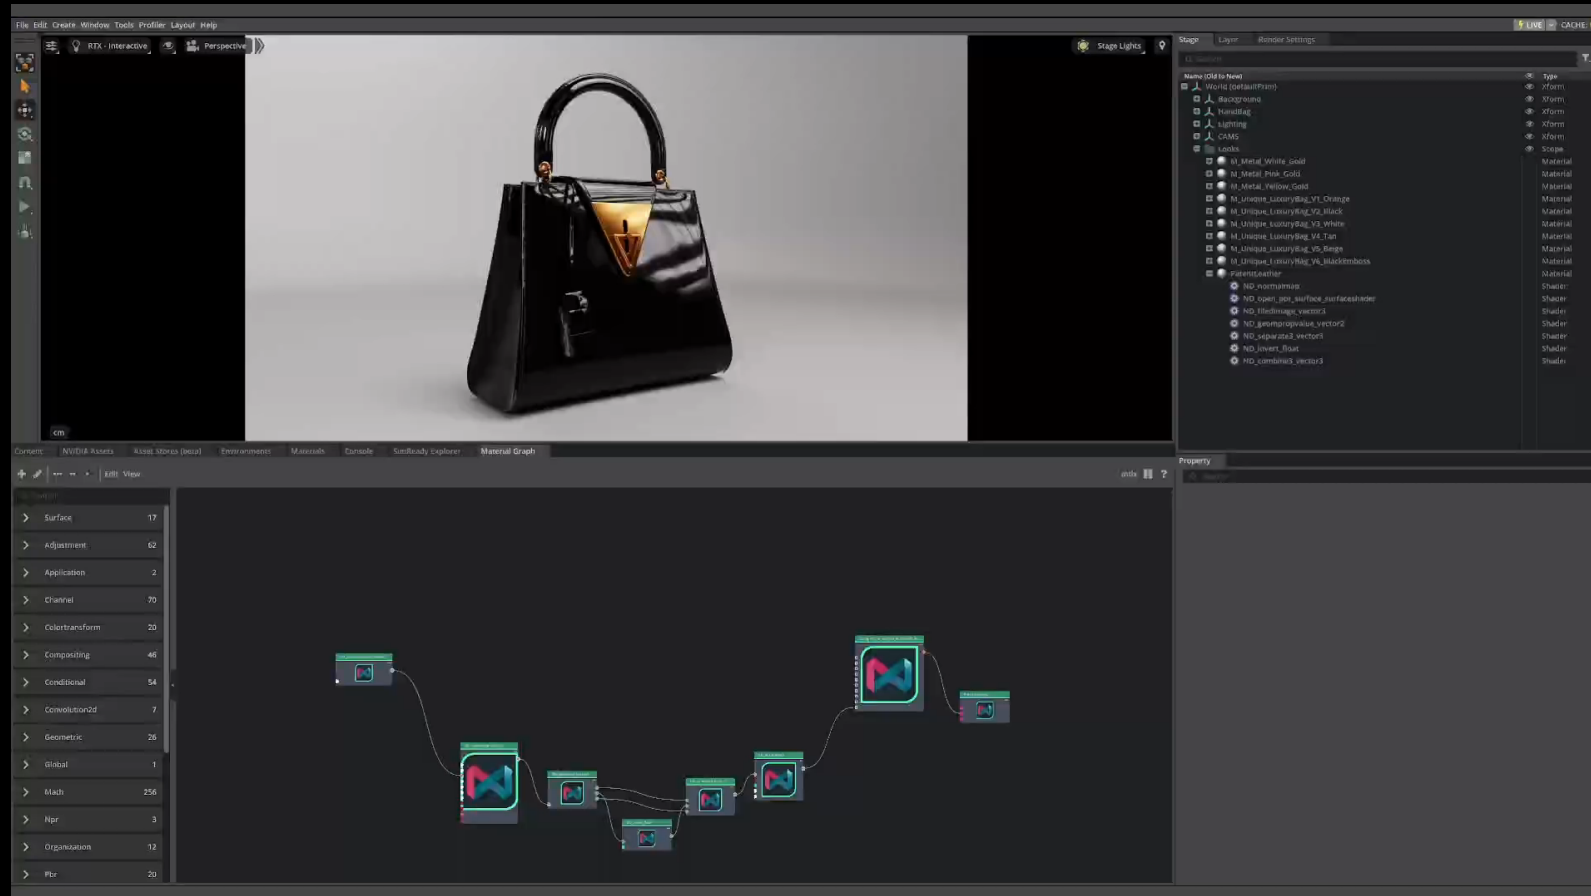 File Edit Create Window Tools Profiler Layout Help
LIVE CACHE:
RTX - Interactive Perspective
Stage Lights
cm
Stage Layer Render Settings
Search
Name (Old to New) Type
World (defaultPrim) Xform
Background Xform
HandBag Xform
Lighting Xform
CAMS Xform
Looks Scope
M_Metal_White_Gold Material
M_Metal_Pink_Gold Material
M_Metal_Yellow_Gold Material
M_Unique_LuxuryBag_V1_Orange Material
M_Unique_LuxuryBag_V2_Black Material
M_Unique_LuxuryBag_V3_White Material
M_Unique_LuxuryBag_V4_Tan Material
M_Unique_LuxuryBag_V5_Beige Material
M_Unique_LuxuryBag_V6_BlackEmboss Material
PatentLeather Material
ND_normalmap Shader
ND_open_pbr_surface_surfaceshader Shader
ND_tiledimage_vector3 Shader
ND_geompropvalue_vector2 Shader
ND_separate3_vector3 Shader
ND_invert_float Shader
ND_combine3_vector3 Shader
Content NVIDIA Assets Asset Stores (beta) Environments Materials Console SimReady Explorer Material Graph
Edit View
mtlx ?
Property
Surface 17
Adjustment 62
Application 2
Channel 70
Colortransform 20
Compositing 46
Conditional 54
Convolution2d 7
Geometric 26
Global 1
Math 256
Npr 3
Organization 12
Pbr 20